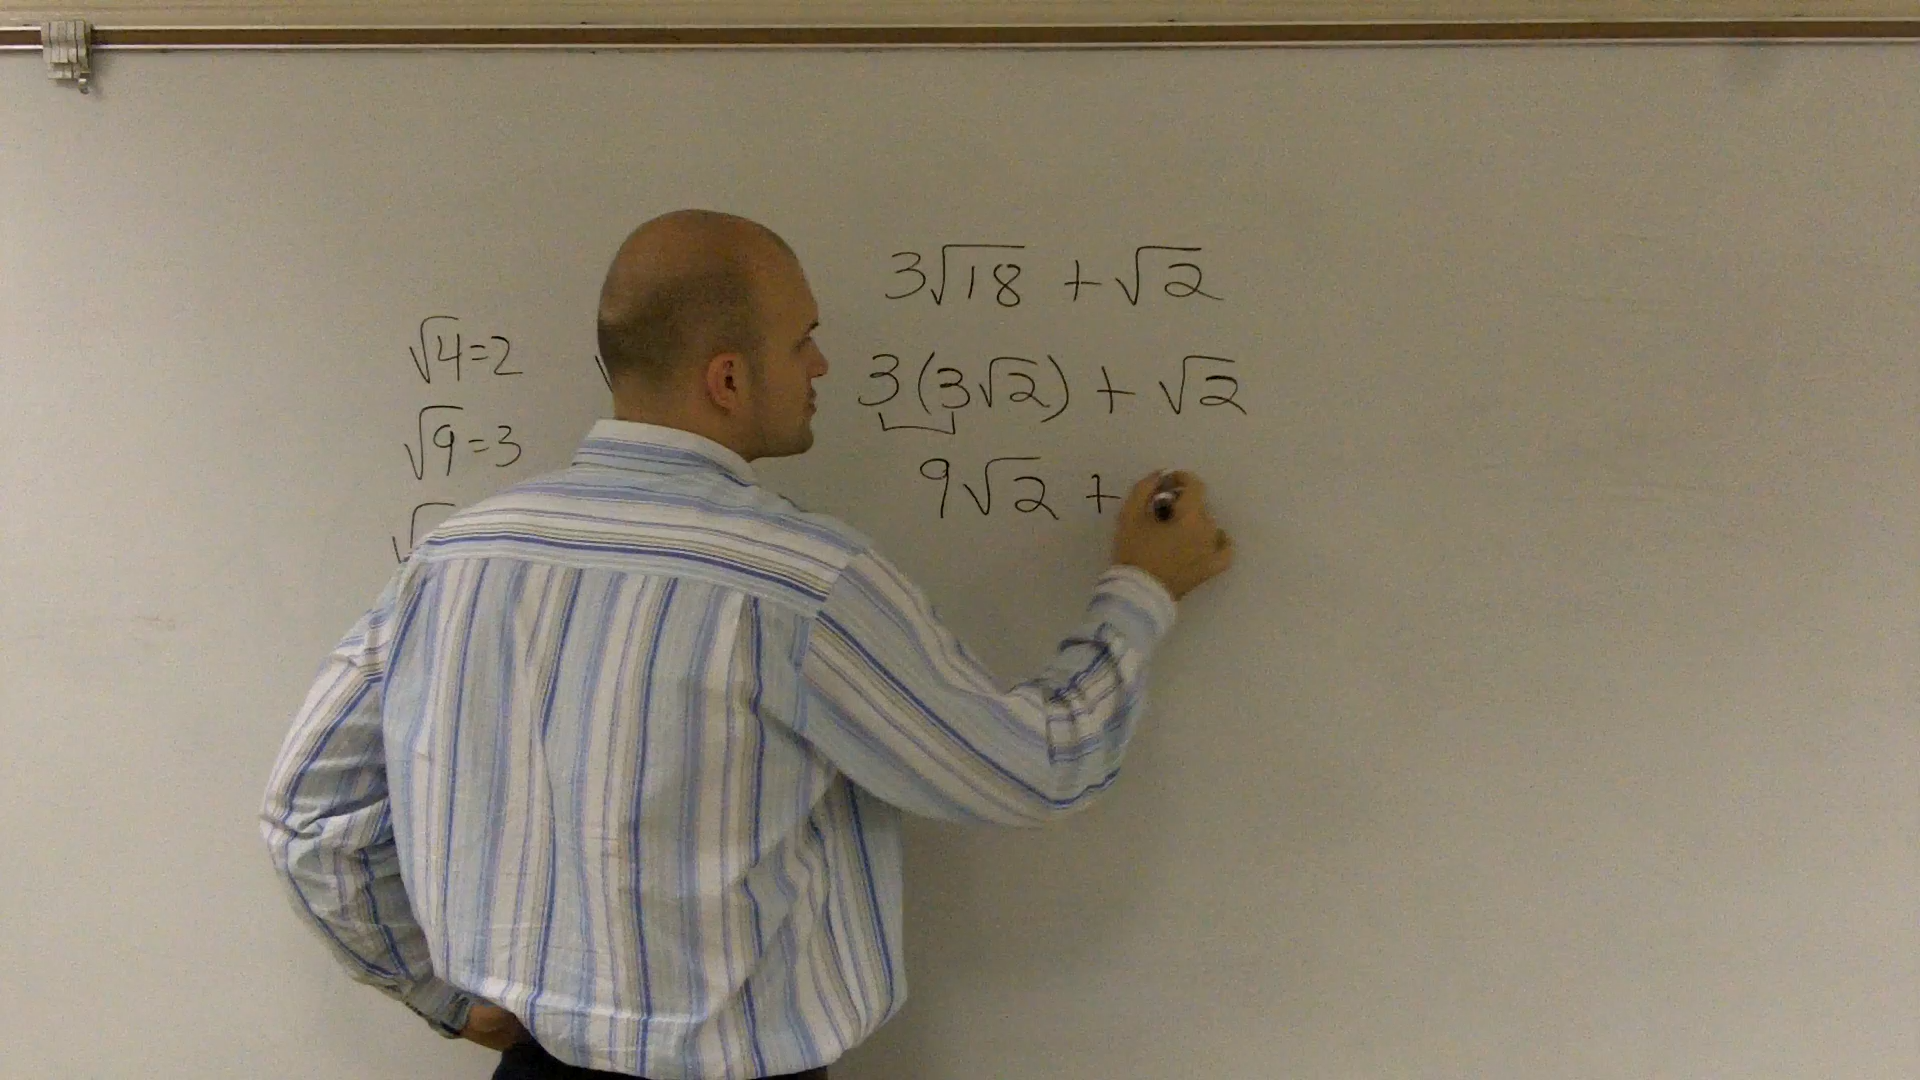 √4=2
√9=3
√
3√18 + √2
3(3√2) + √2
9√2 +